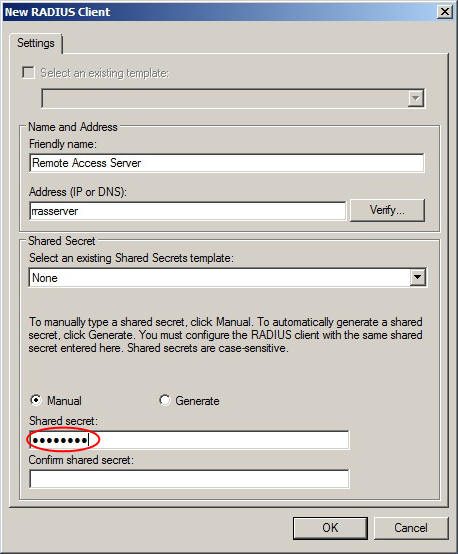 New RADIUS Client
Settings
Select an existing template:
Name and Address
Friendly name:
Remote Access Server
Address (IP or DNS):
rrasserver
Verify...
Shared Secret
Select an existing Shared Secrets template:
None
To manually type a shared secret, click Manual. To automatically generate a shared
secret, click Generate. You must configure the RADIUS client with the same shared
secret entered here. Shared secrets are case-sensitive.
Manual
Generate
Shared secret:
●●●●●●●●
Confirm shared secret:
OK
Cancel